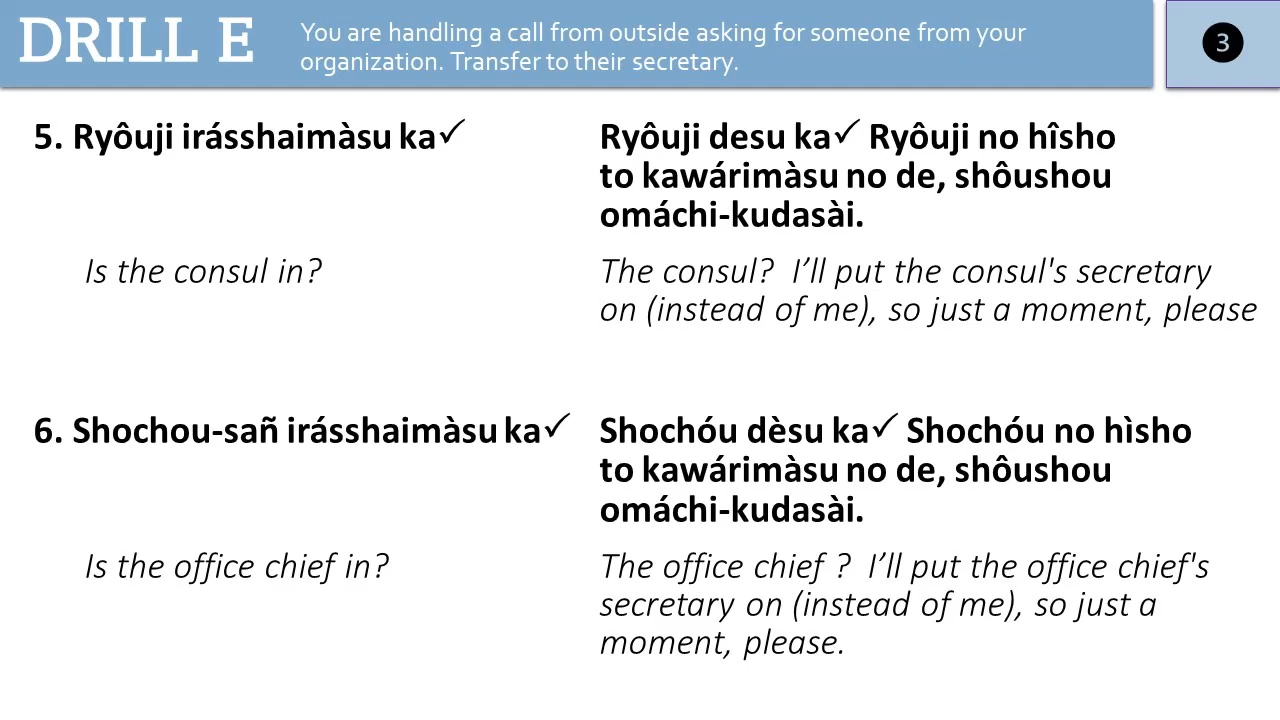 DRILL E
You are handling a call from outside asking for someone from your
organization. Transfer to their secretary.
3
5. Ryôuji irásshaimàsu ka✓
Ryôuji desu ka✓ Ryôuji no hîsho
to kawárimàsu no de, shôushou
omáchi-kudasài.
Is the consul in?
The consul?  I’ll put the consul's secretary
on (instead of me), so just a moment, please
6. Shochou-sañ irásshaimàsu ka✓
Shochóu dèsu ka✓ Shochóu no hìsho
to kawárimàsu no de, shôushou
omáchi-kudasài.
Is the office chief in?
The office chief ?  I’ll put the office chief's
secretary on (instead of me), so just a
moment, please.